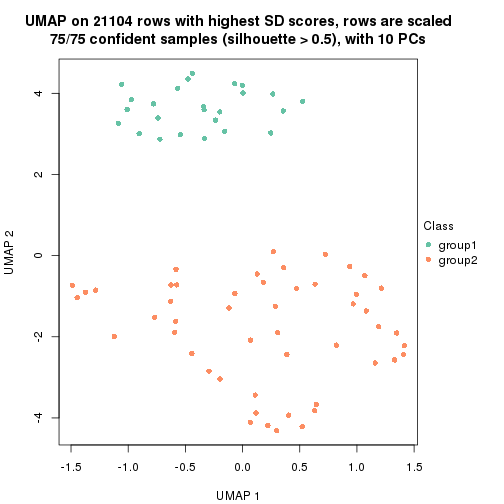 UMAP on 21104 rows with highest SD scores, rows are scaled
75/75 confident samples (silhouette > 0.5), with 10 PCs
4
2
0
-2
-4
UMAP 2
-1.5 -1.0 -0.5 0.0 0.5 1.0 1.5
UMAP 1
Class
group1
group2